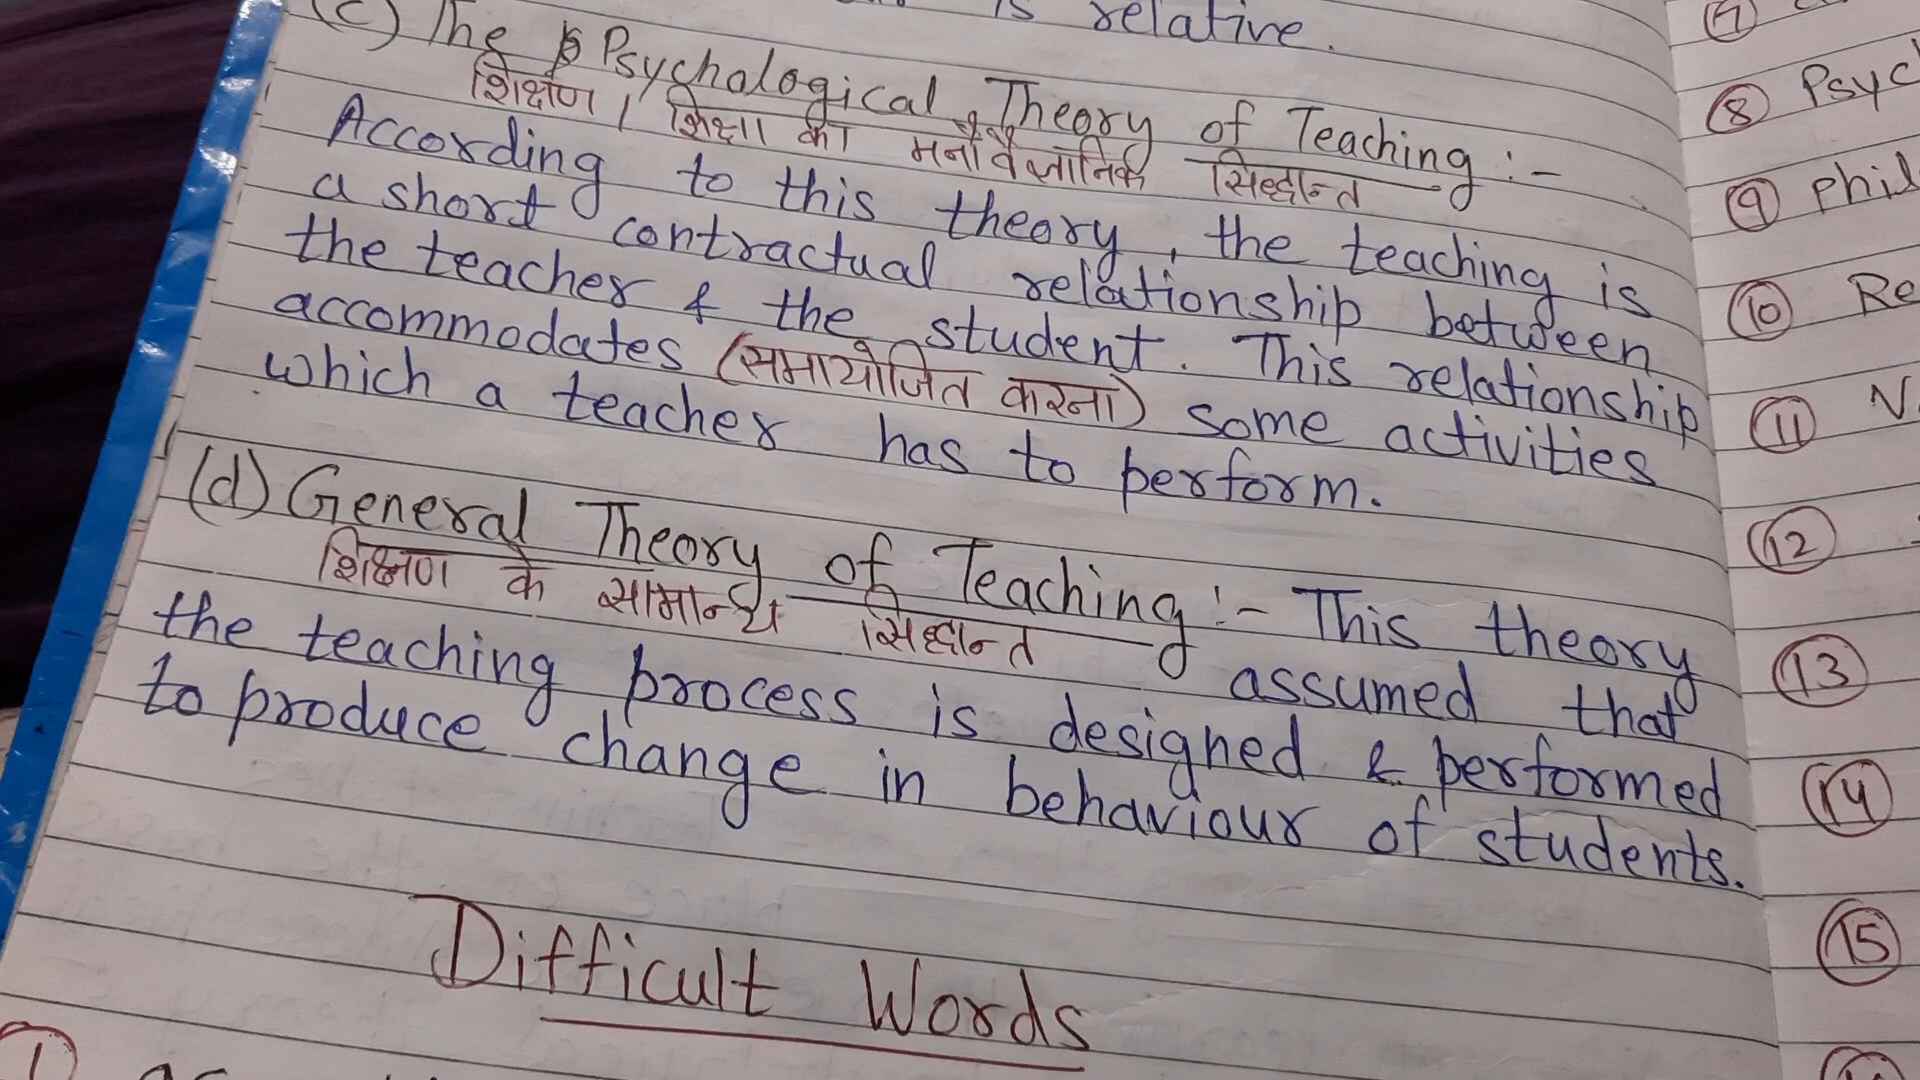 is relative.
(c) The Psychological Theory of Teaching :-
शिक्षण / शिक्षा का मनोवैज्ञानिक सिद्धान्त
According to this theory, the teaching is
a short contractual relationship between
the teacher & the student. This relationship
accommodates (समायोजित करना) some activities
which a teacher has to perform.
(d) General Theory of Teaching :- This theory
शिक्षण के सामान्य सिद्धान्त assumed that
the teaching process is designed & performed
to produce change in behaviour of students.
Difficult Words
1
7
8 Psyc
9 Phil
10 Re
11 N
12
13
14
15